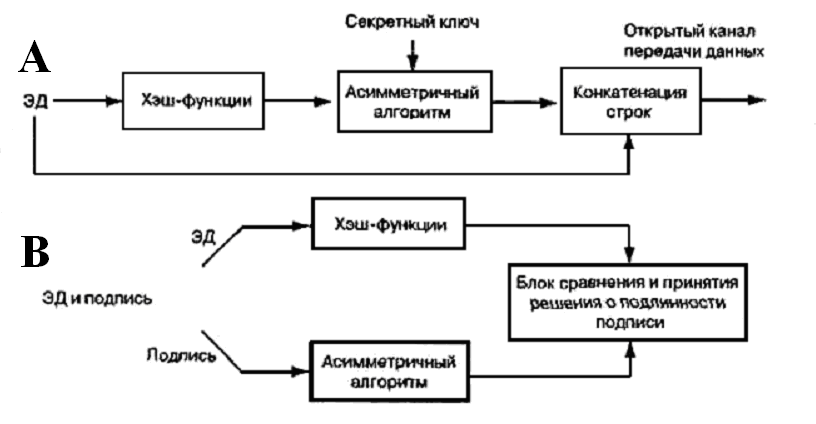 Секретный ключ
Открытый канал
передачи данных
A
ЭД
Хэш-функции
Асимметричный
алгоритм
Конкатенация
строк
B
ЭД
Хэш-функции
ЭД и подпись
Блок сравнения и принятия
решения о подлинности
подписи
Подпись
Асимметричный
алгоритм